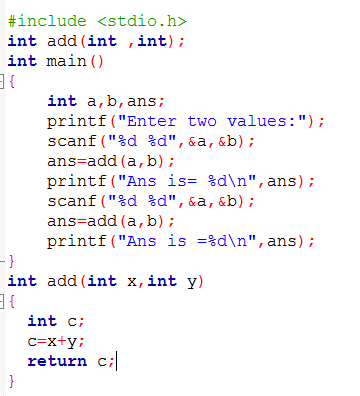 #include <stdio.h>
int add(int ,int);
int main()
{
    int a,b,ans;
    printf("Enter two values:");
    scanf("%d %d",&a,&b);
    ans=add(a,b);
    printf("Ans is= %d\n",ans);
    scanf("%d %d",&a,&b);
    ans=add(a,b);
    printf("Ans is =%d\n",ans);
}
int add(int x,int y)
{
  int c;
  c=x+y;
  return c;
}